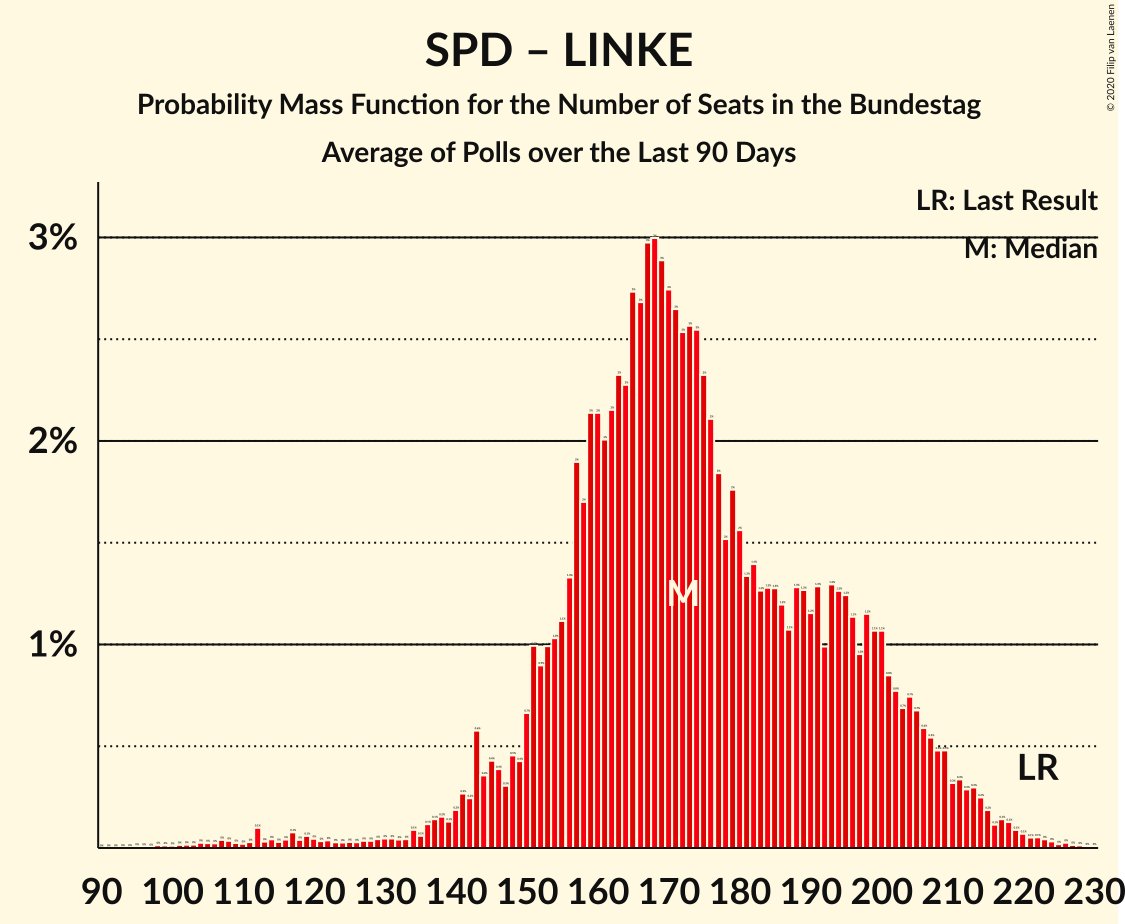 SPD – LINKE
Probability Mass Function for the Number of Seats in the Bundestag
Average of Polls over the Last 90 Days
© 2020 Filip van Laenen
LR: Last Result
M: Median
3%
2%
1%
M
LR
90 100 110 120 130 140 150 160 170 180 190 200 210 220 230